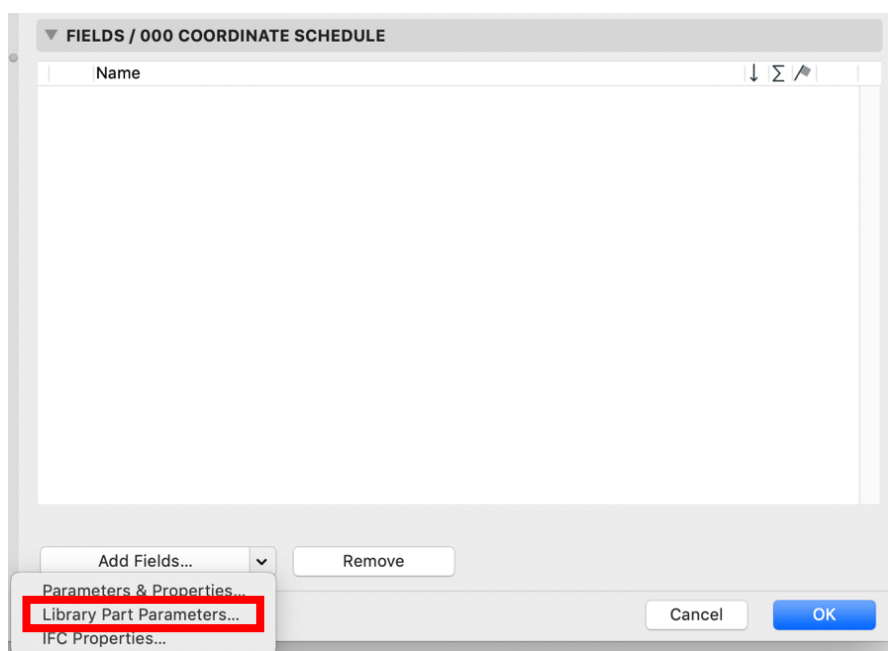 FIELDS / 000 COORDINATE SCHEDULE
Name
Add Fields...
Remove
Parameters & Properties...
Library Part Parameters...
Cancel
OK
IFC Properties...